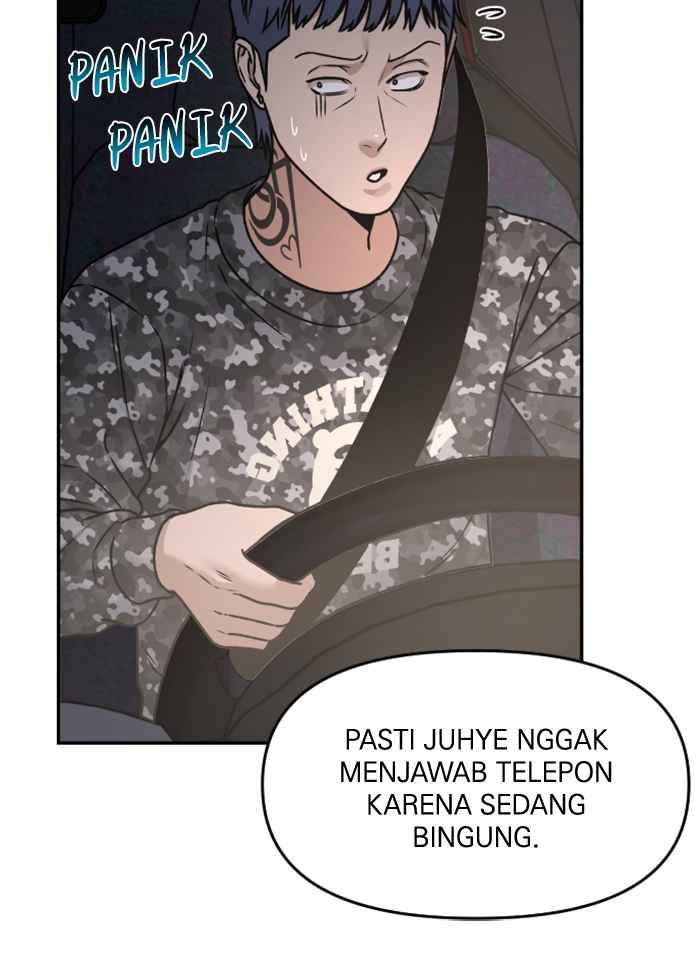 PANIK
PANIK
PASTI JUHYE NGGAK
MENJAWAB TELEPON
KARENA SEDANG
BINGUNG.